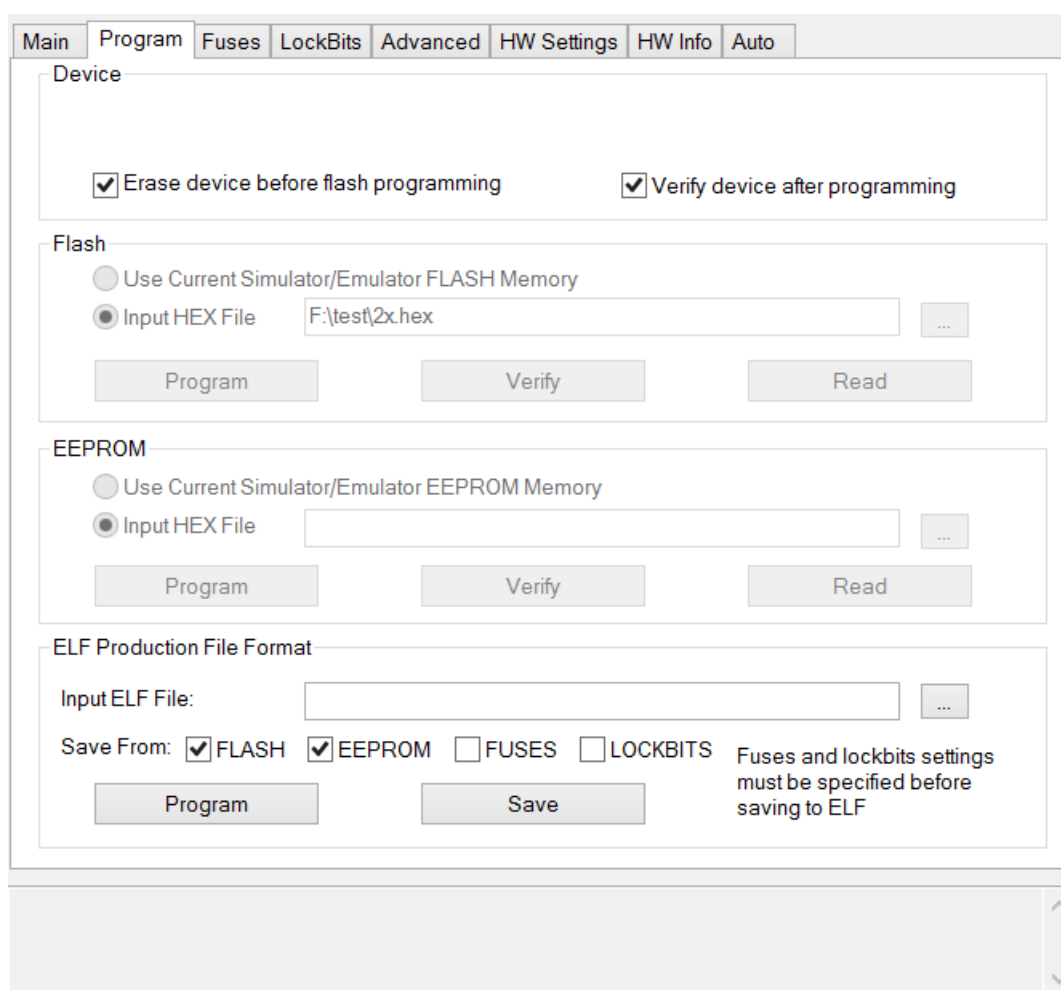 Main Program Fuses LockBits Advanced HW Settings HW Info Auto
Device
Erase device before flash programming Verify device after programming
Flash
Use Current Simulator/Emulator FLASH Memory
Input HEX File F:\test\2x.hex ...
Program Verify Read
EEPROM
Use Current Simulator/Emulator EEPROM Memory
Input HEX File ...
Program Verify Read
ELF Production File Format
Input ELF File: ...
Save From: FLASH EEPROM FUSES LOCKBITS
Fuses and lockbits settings
must be specified before
saving to ELF
Program Save